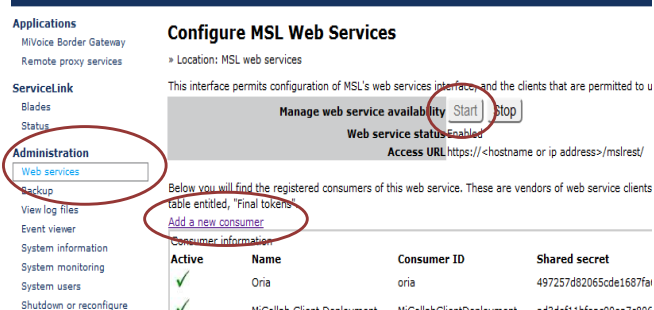 Applications
MiVoice Border Gateway
Remote proxy services
ServiceLink
Blades
Status
Administration
Web services
Backup
View log files
Event viewer
System information
System monitoring
System users
Shutdown or reconfigure
Configure MSL Web Services
» Location: MSL web services
This interface permits configuration of MSL's web services interface, and the clients that are permitted to u
Manage web service availability Start Stop
Web service status Enabled
Access URL https://<hostname or ip address>/mslrest/
Below you will find the registered consumers of this web service. These are vendors of web service clients
table entitled, "Final tokens"
Add a new consumer
Consumer information
Active Name Consumer ID Shared secret
Oria oria 497257d82065cde1687fa
MiCollab Client Deployment MiCollabClientDeployment